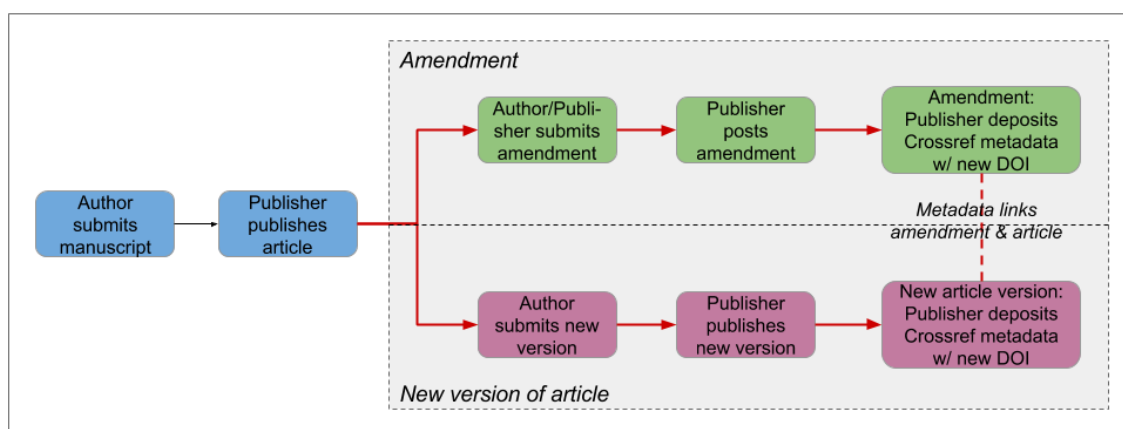 Amendment
Author/Publi-
sher submits
amendment
Publisher
posts
amendment
Amendment:
Publisher deposits
Crossref metadata
w/ new DOI
Author
submits
manuscript
Publisher
publishes
article
Metadata links
amendment & article
Author
submits new
version
Publisher
publishes
new version
New article version:
Publisher deposits
Crossref metadata
w/ new DOI
New version of article